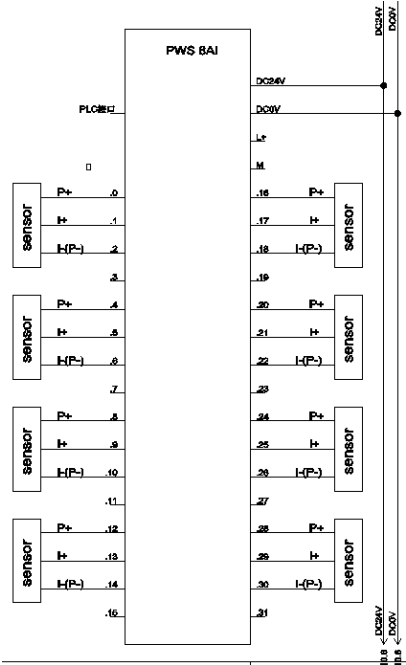 DC24V
DC0V
PWS 8AI
DC24V
PLC接口
DC0V
L+
M
P+ .0
.16 P+
sensor
I+ .1
.17 I+
sensor
I-(P-) .2
.18 I-(P-)
.3
.19
P+ .4
.20 P+
sensor
I+ .5
.21 I+
sensor
I-(P-) .6
.22 I-(P-)
.7
.23
P+ .8
.24 P+
sensor
I+ .9
.25 I+
sensor
I-(P-) .10
.26 I-(P-)
.11
.27
P+ .12
.28 P+
sensor
I+ .13
.29 I+
sensor
I-(P-) .14
.30 I-(P-)
.15
.31
DC24V
DC0V